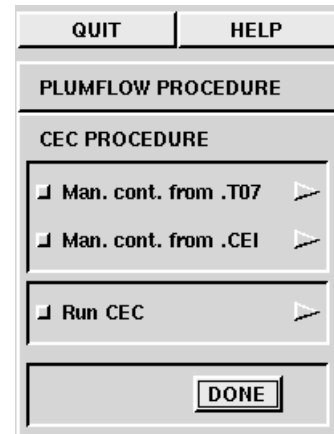 QUIT HELP
PLUMFLOW PROCEDURE
CEC PROCEDURE
Man. cont. from .T07
Man. cont. from .CEI
Run CEC
DONE